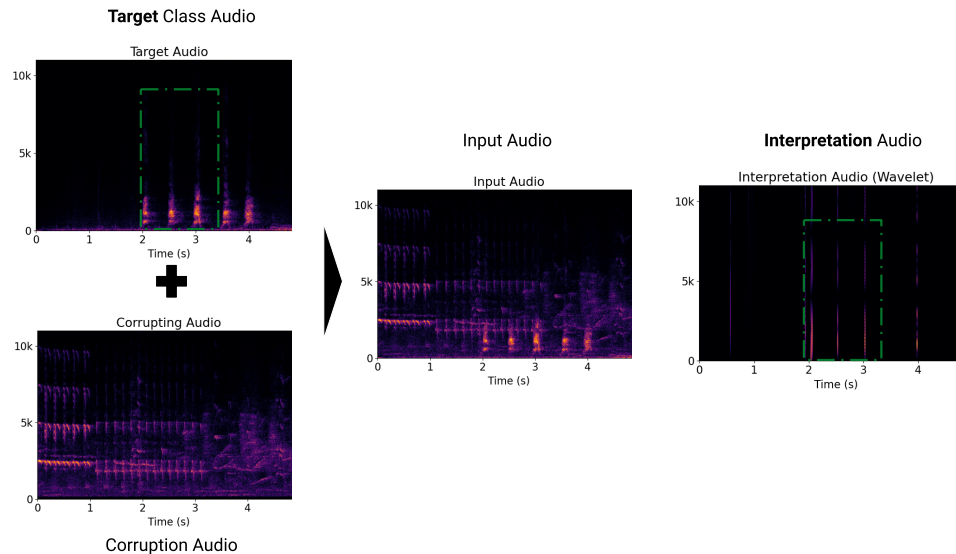 Target Class Audio
Target Audio
10k
5k
0
0 1 2 3 4
Time (s)
Corrupting Audio
10k
5k
0
0 1 2 3 4
Time (s)
Corruption Audio
Input Audio
Input Audio
10k
5k
0
0 1 2 3 4
Time (s)
Interpretation Audio
Interpretation Audio (Wavelet)
10k
5k
0
0 1 2 3 4
Time (s)